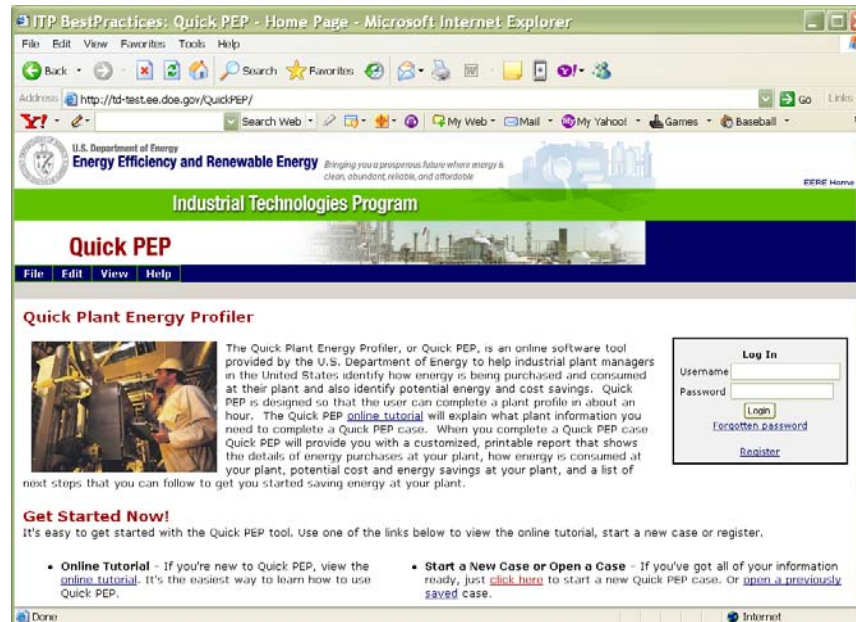 ITP BestPractices: Quick PEP - Home Page - Microsoft Internet Explorer
File Edit View Favorites Tools Help
Back Search Favorites
Address http://td-test.ee.doe.gov/QuickPEP/ Go Links
Y! Search Web My Web Mail My Yahoo! Games Baseball
U.S. Department of Energy
Energy Efficiency and Renewable Energy
Bringing you a prosperous future where energy is
clean, abundant, reliable, and affordable
EERE Home
Industrial Technologies Program
Quick PEP
File Edit View Help
Quick Plant Energy Profiler
The Quick Plant Energy Profiler, or Quick PEP, is an online software tool
provided by the U.S. Department of Energy to help industrial plant managers
in the United States identify how energy is being purchased and consumed
at their plant and also identify potential energy and cost savings. Quick
PEP is designed so that the user can complete a plant profile in about an
hour. The Quick PEP online tutorial will explain what plant information you
need to complete a Quick PEP case. When you complete a Quick PEP case
Quick PEP will provide you with a customized, printable report that shows
the details of energy purchases at your plant, how energy is consumed at
your plant, potential cost and energy savings at your plant, and a list of
next steps that you can follow to get you started saving energy at your plant.
Log In
Username
Password
Login
Forgotten password
Register
Get Started Now!
It's easy to get started with the Quick PEP tool. Use one of the links below to view the online tutorial, start a new case or register.
• Online Tutorial - If you're new to Quick PEP, view the
online tutorial. It's the easiest way to learn how to use
Quick PEP.
• Start a New Case or Open a Case - If you've got all of your information
ready, just click here to start a new Quick PEP case. Or open a previously
saved case.
Done Internet